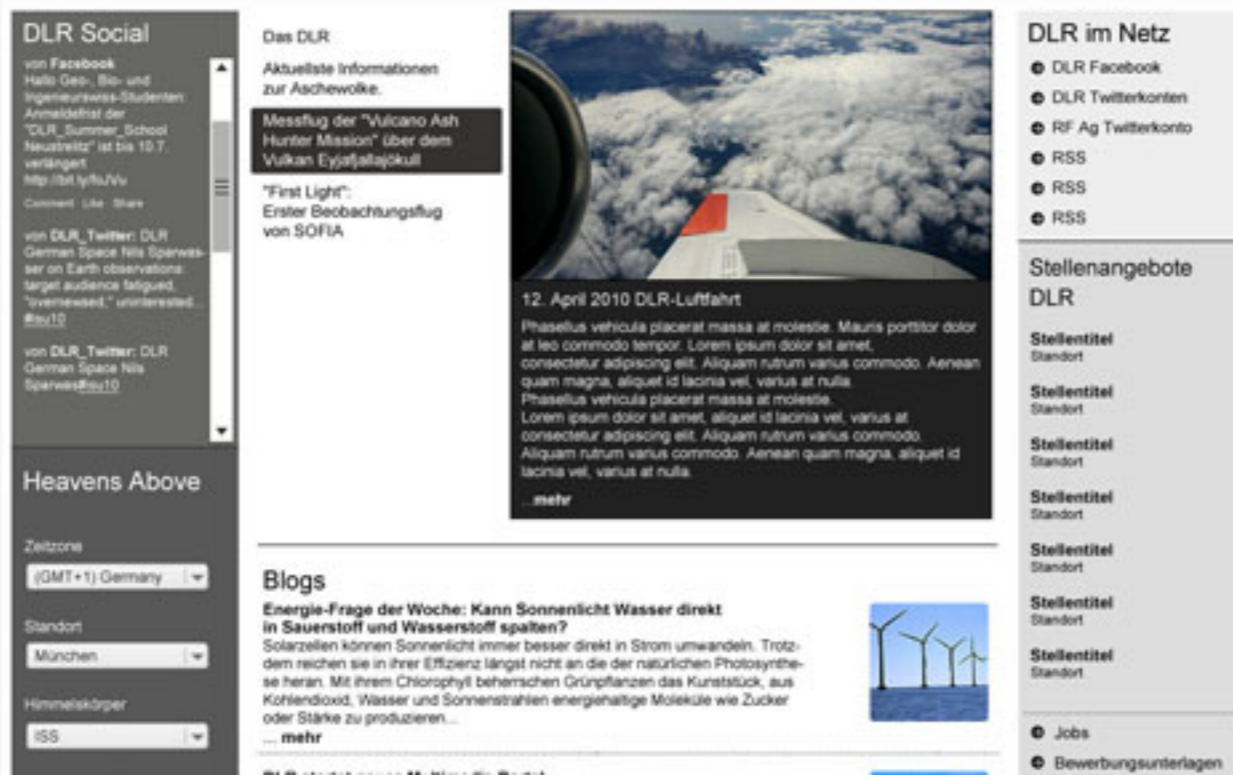 DLR Social
von Facebook
Hallo Geo-, Bio- und
Ingenieurswiss-Studenten:
Anmeldefrist der
"DLR_Summer_School
Neustrelitz" ist bis 10.7.
verlängert
Comment Like Share
von DLR_Twitter: DLR
German Space Nils Sparwas-
ser on Earth observations:
target audience fatigued,
"overnewsed," uninterested...
#isu10
von DLR_Twitter: DLR
German Space Nils
Sparwas#isu10
Heavens Above
Zeitzone
(GMT+1) Germany
Standort
München
Himmelskörper
ISS
Das DLR
Aktuellste Informationen
zur Aschewolke.
Messflug der "Vulcano Ash
Hunter Mission" über dem
Vulkan Eyjafjallajökull
"First Light":
Erster Beobachtungsflug
von SOFIA
12. April 2010 DLR-Luftfahrt
Phasellus vehicula placerat massa at molestie. Mauris porttitor dolor
at leo commodo tempor. Lorem ipsum dolor sit amet,
consectetur adipiscing elit. Aliquam rutrum varius commodo. Aenean
quam magna, aliquet id lacinia vel, varius at nulla.
Phasellus vehicula placerat massa at molestie.
Lorem ipsum dolor sit amet, aliquet id lacinia vel, varius at
consectetur adipiscing elit. Aliquam rutrum varius commodo.
Aliquam rutrum varius commodo. Aenean quam magna, aliquet id
lacinia vel, varius at nulla.
...mehr
Blogs
Energie-Frage der Woche: Kann Sonnenlicht Wasser direkt
in Sauerstoff und Wasserstoff spalten?
Solarzellen können Sonnenlicht immer besser direkt in Strom umwandeln. Trotz-
dem reichen sie in ihrer Effizienz längst nicht an die der natürlichen Photosynthe-
se heran. Mit ihrem Chlorophyll beherrschen Grünpflanzen das Kunststück, aus
Kohlendioxid, Wasser und Sonnenstrahlen energiehaltige Moleküle wie Zucker
oder Stärke zu produzieren...
... mehr
DLR im Netz
DLR Facebook
DLR Twitterkonten
RF Ag Twitterkonto
RSS
RSS
RSS
Stellenangebote
DLR
Stellentitel
Standort
Stellentitel
Standort
Stellentitel
Standort
Stellentitel
Standort
Stellentitel
Standort
Stellentitel
Standort
Stellentitel
Standort
Jobs
Bewerbungsunterlagen